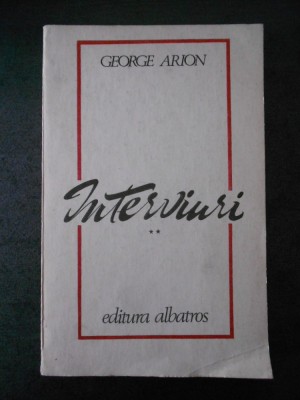 GEORGE ARION
Interviuri
**
editura albatros